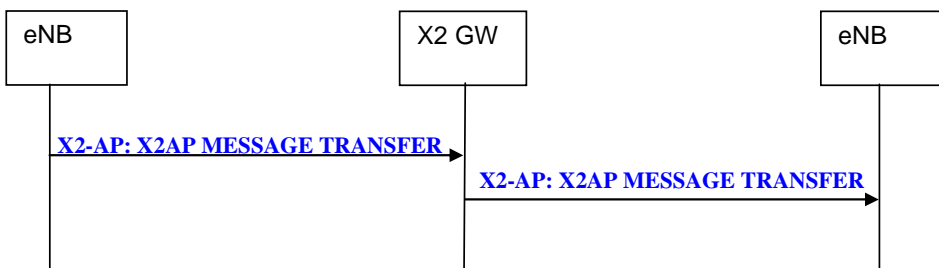 eNB
X2 GW
eNB
X2-AP: X2AP MESSAGE TRANSFER
X2-AP: X2AP MESSAGE TRANSFER